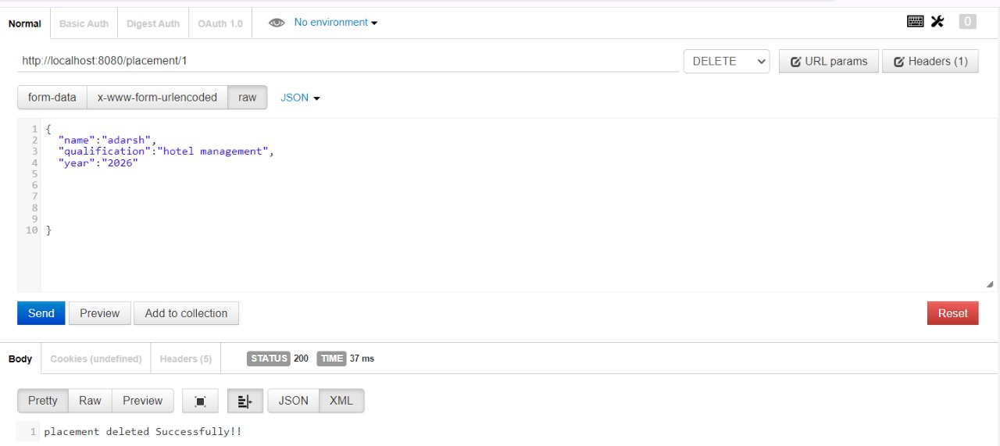 Normal Basic Auth Digest Auth OAuth 1.0 No environment 0
http://localhost:8080/placement/1 DELETE URL params Headers (1)
form-data x-www-form-urlencoded raw JSON
1 {
2 "name":"adarsh",
3 "qualification":"hotel management",
4 "year":"2026"
5
6
7
8
9
10 }
Send Preview Add to collection Reset
Body Cookies (undefined) Headers (5) STATUS 200 TIME 37 ms
Pretty Raw Preview JSON XML
1 placement deleted Successfully!!